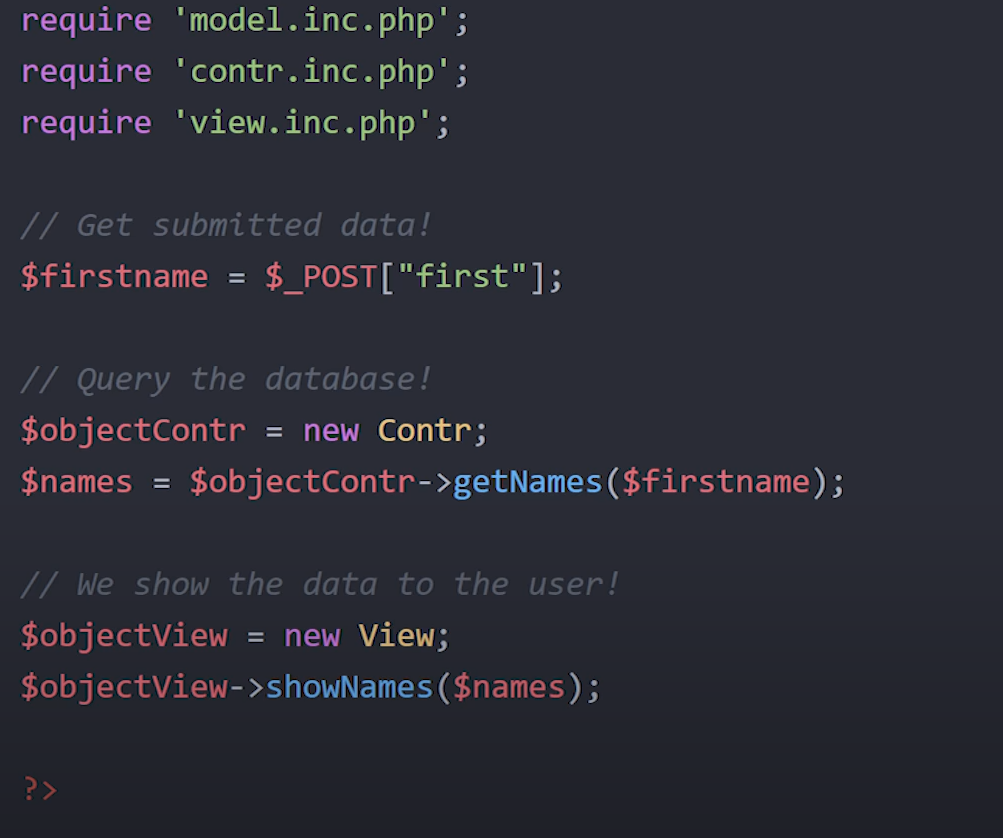 require 'model.inc.php';
require 'contr.inc.php';
require 'view.inc.php';
// Get submitted data!
$firstname = $_POST["first"];
// Query the database!
$objectContr = new Contr;
$names = $objectContr->getNames($firstname);
// We show the data to the user!
$objectView = new View;
$objectView->showNames($names);
?>